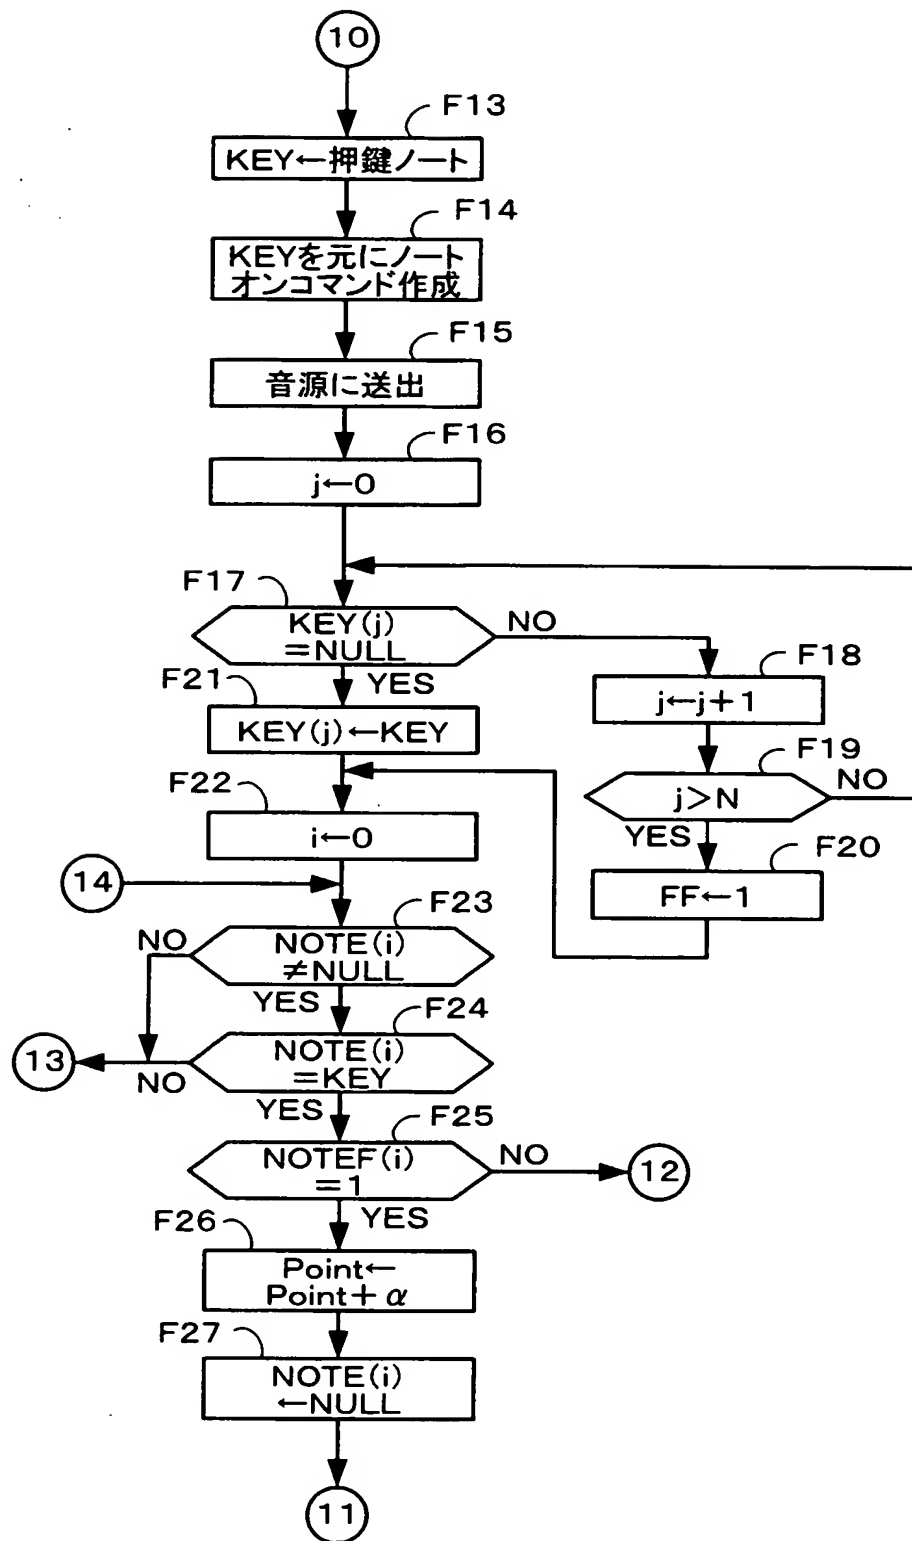 10
F13
KEY←押鍵ノート
F14
KEYを元にノート
オンコマンド作成
F15
音源に送出
F16
j←0
F17
KEY(j)
=NULL
NO
YES
F18
j←j+1
F19
j>N
NO
YES
F20
FF←1
F21
KEY(j)←KEY
F22
i←0
14
F23
NOTE(i)
≠NULL
NO
YES
F24
NOTE(i)
=KEY
13
NO
YES
F25
NOTEF(i)
=1
NO
12
YES
F26
Point←
Point+α
F27
NOTE(i)
←NULL
11